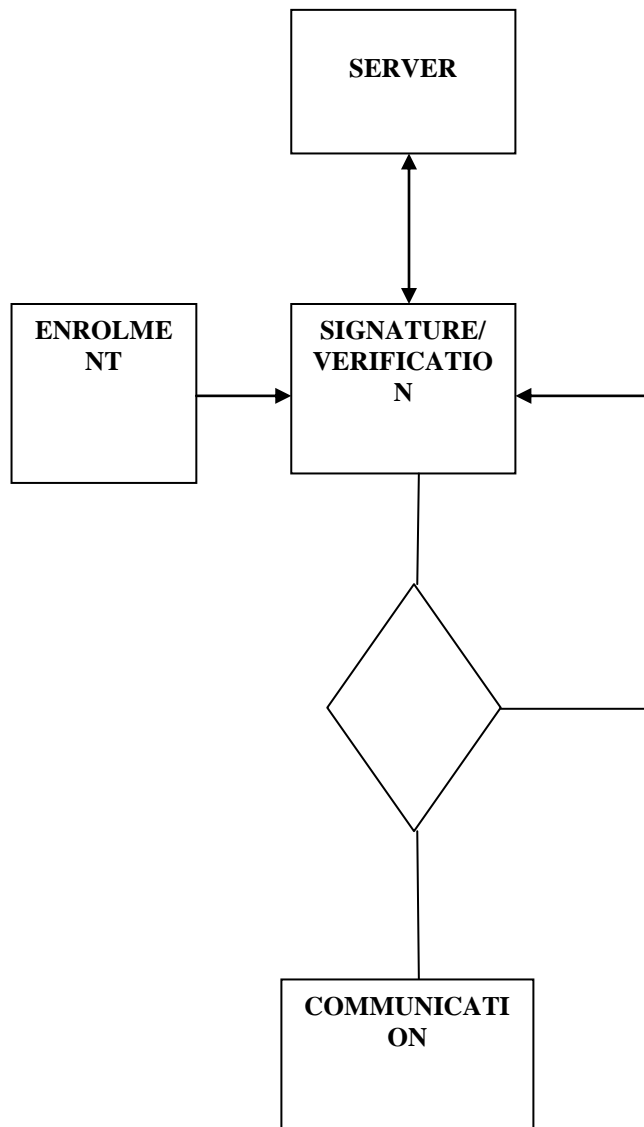 SERVER
ENROLME
NT
SIGNATURE/
VERIFICATIO
N
COMMUNICATI
ON